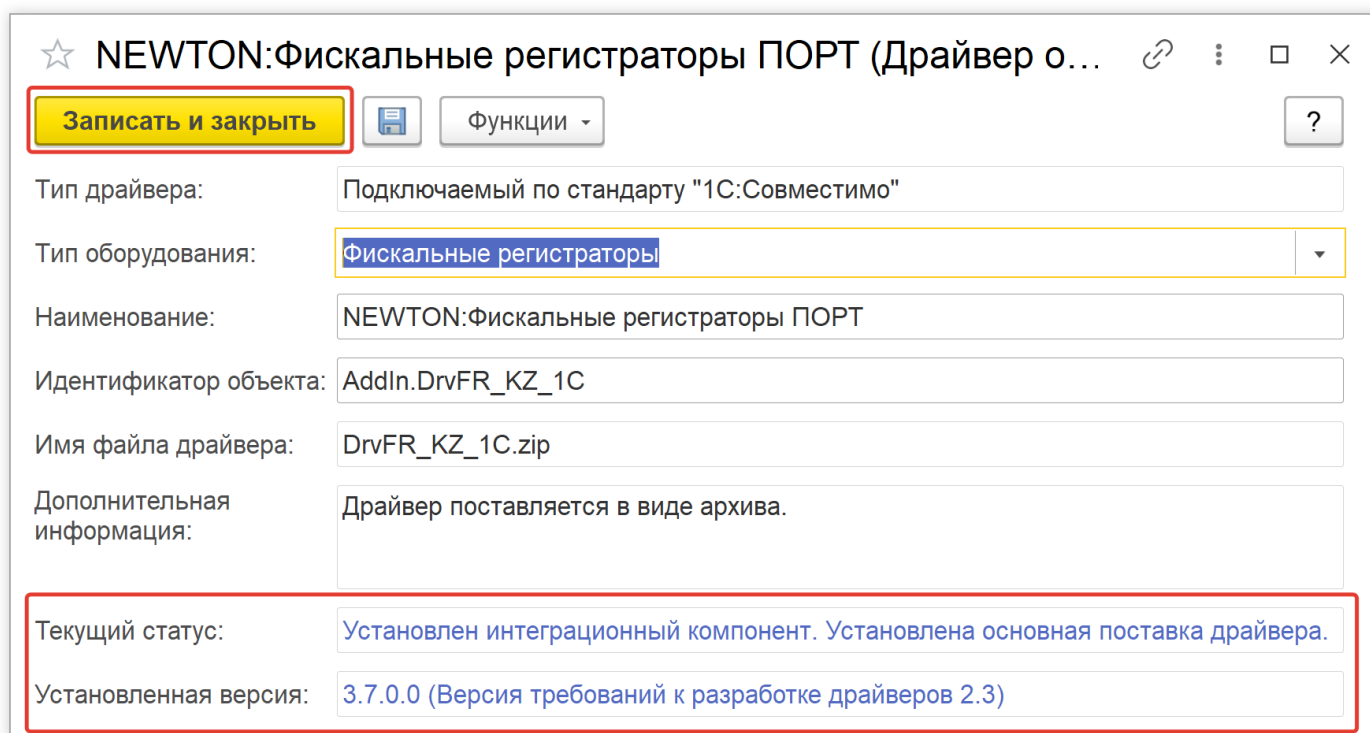 NEWTON:Фискальные регистраторы ПОРТ (Драйвер о...
Записать и закрыть
Функции
?
Тип драйвера:
Подключаемый по стандарту "1С:Совместимо"
Тип оборудования:
Фискальные регистраторы
Наименование:
NEWTON:Фискальные регистраторы ПОРТ
Идентификатор объекта:
AddIn.DrvFR_KZ_1C
Имя файла драйвера:
DrvFR_KZ_1C.zip
Дополнительная
информация:
Драйвер поставляется в виде архива.
Текущий статус:
Установлен интеграционный компонент. Установлена основная поставка драйвера.
Установленная версия:
3.7.0.0 (Версия требований к разработке драйверов 2.3)